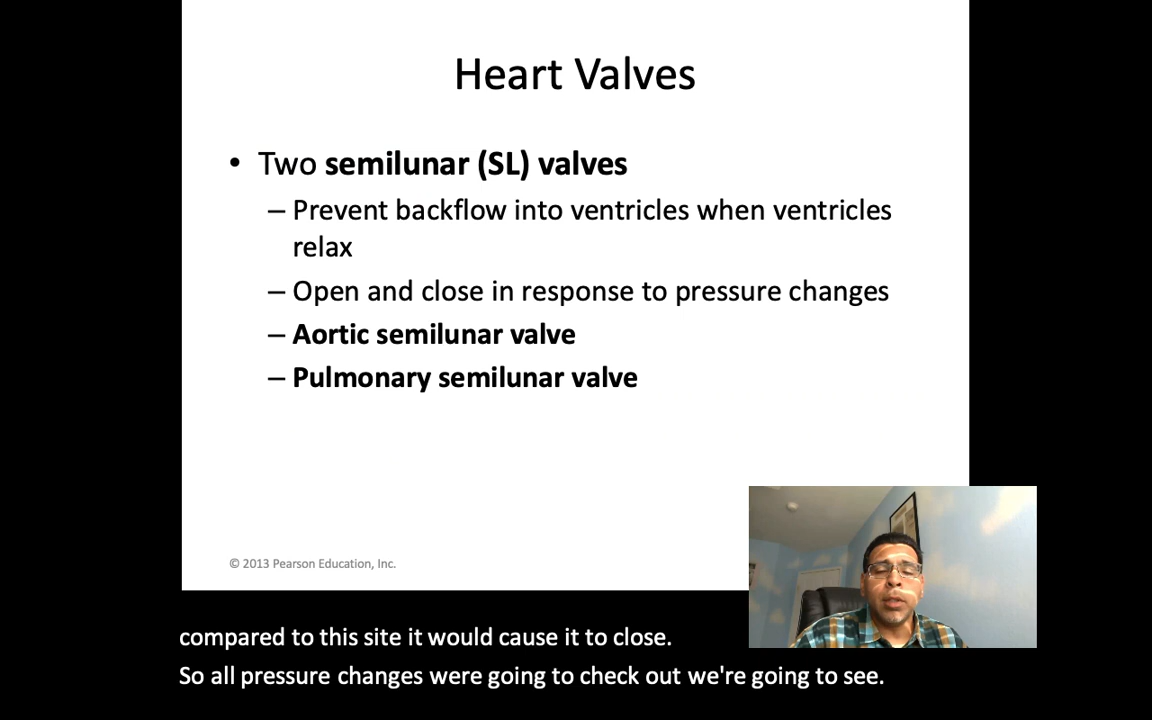 Heart Valves
• Two semilunar (SL) valves
– Prevent backflow into ventricles when ventricles
relax
– Open and close in response to pressure changes
– Aortic semilunar valve
– Pulmonary semilunar valve
© 2013 Pearson Education, Inc.
compared to this site it would cause it to close.
So all pressure changes were going to check out we're going to see.